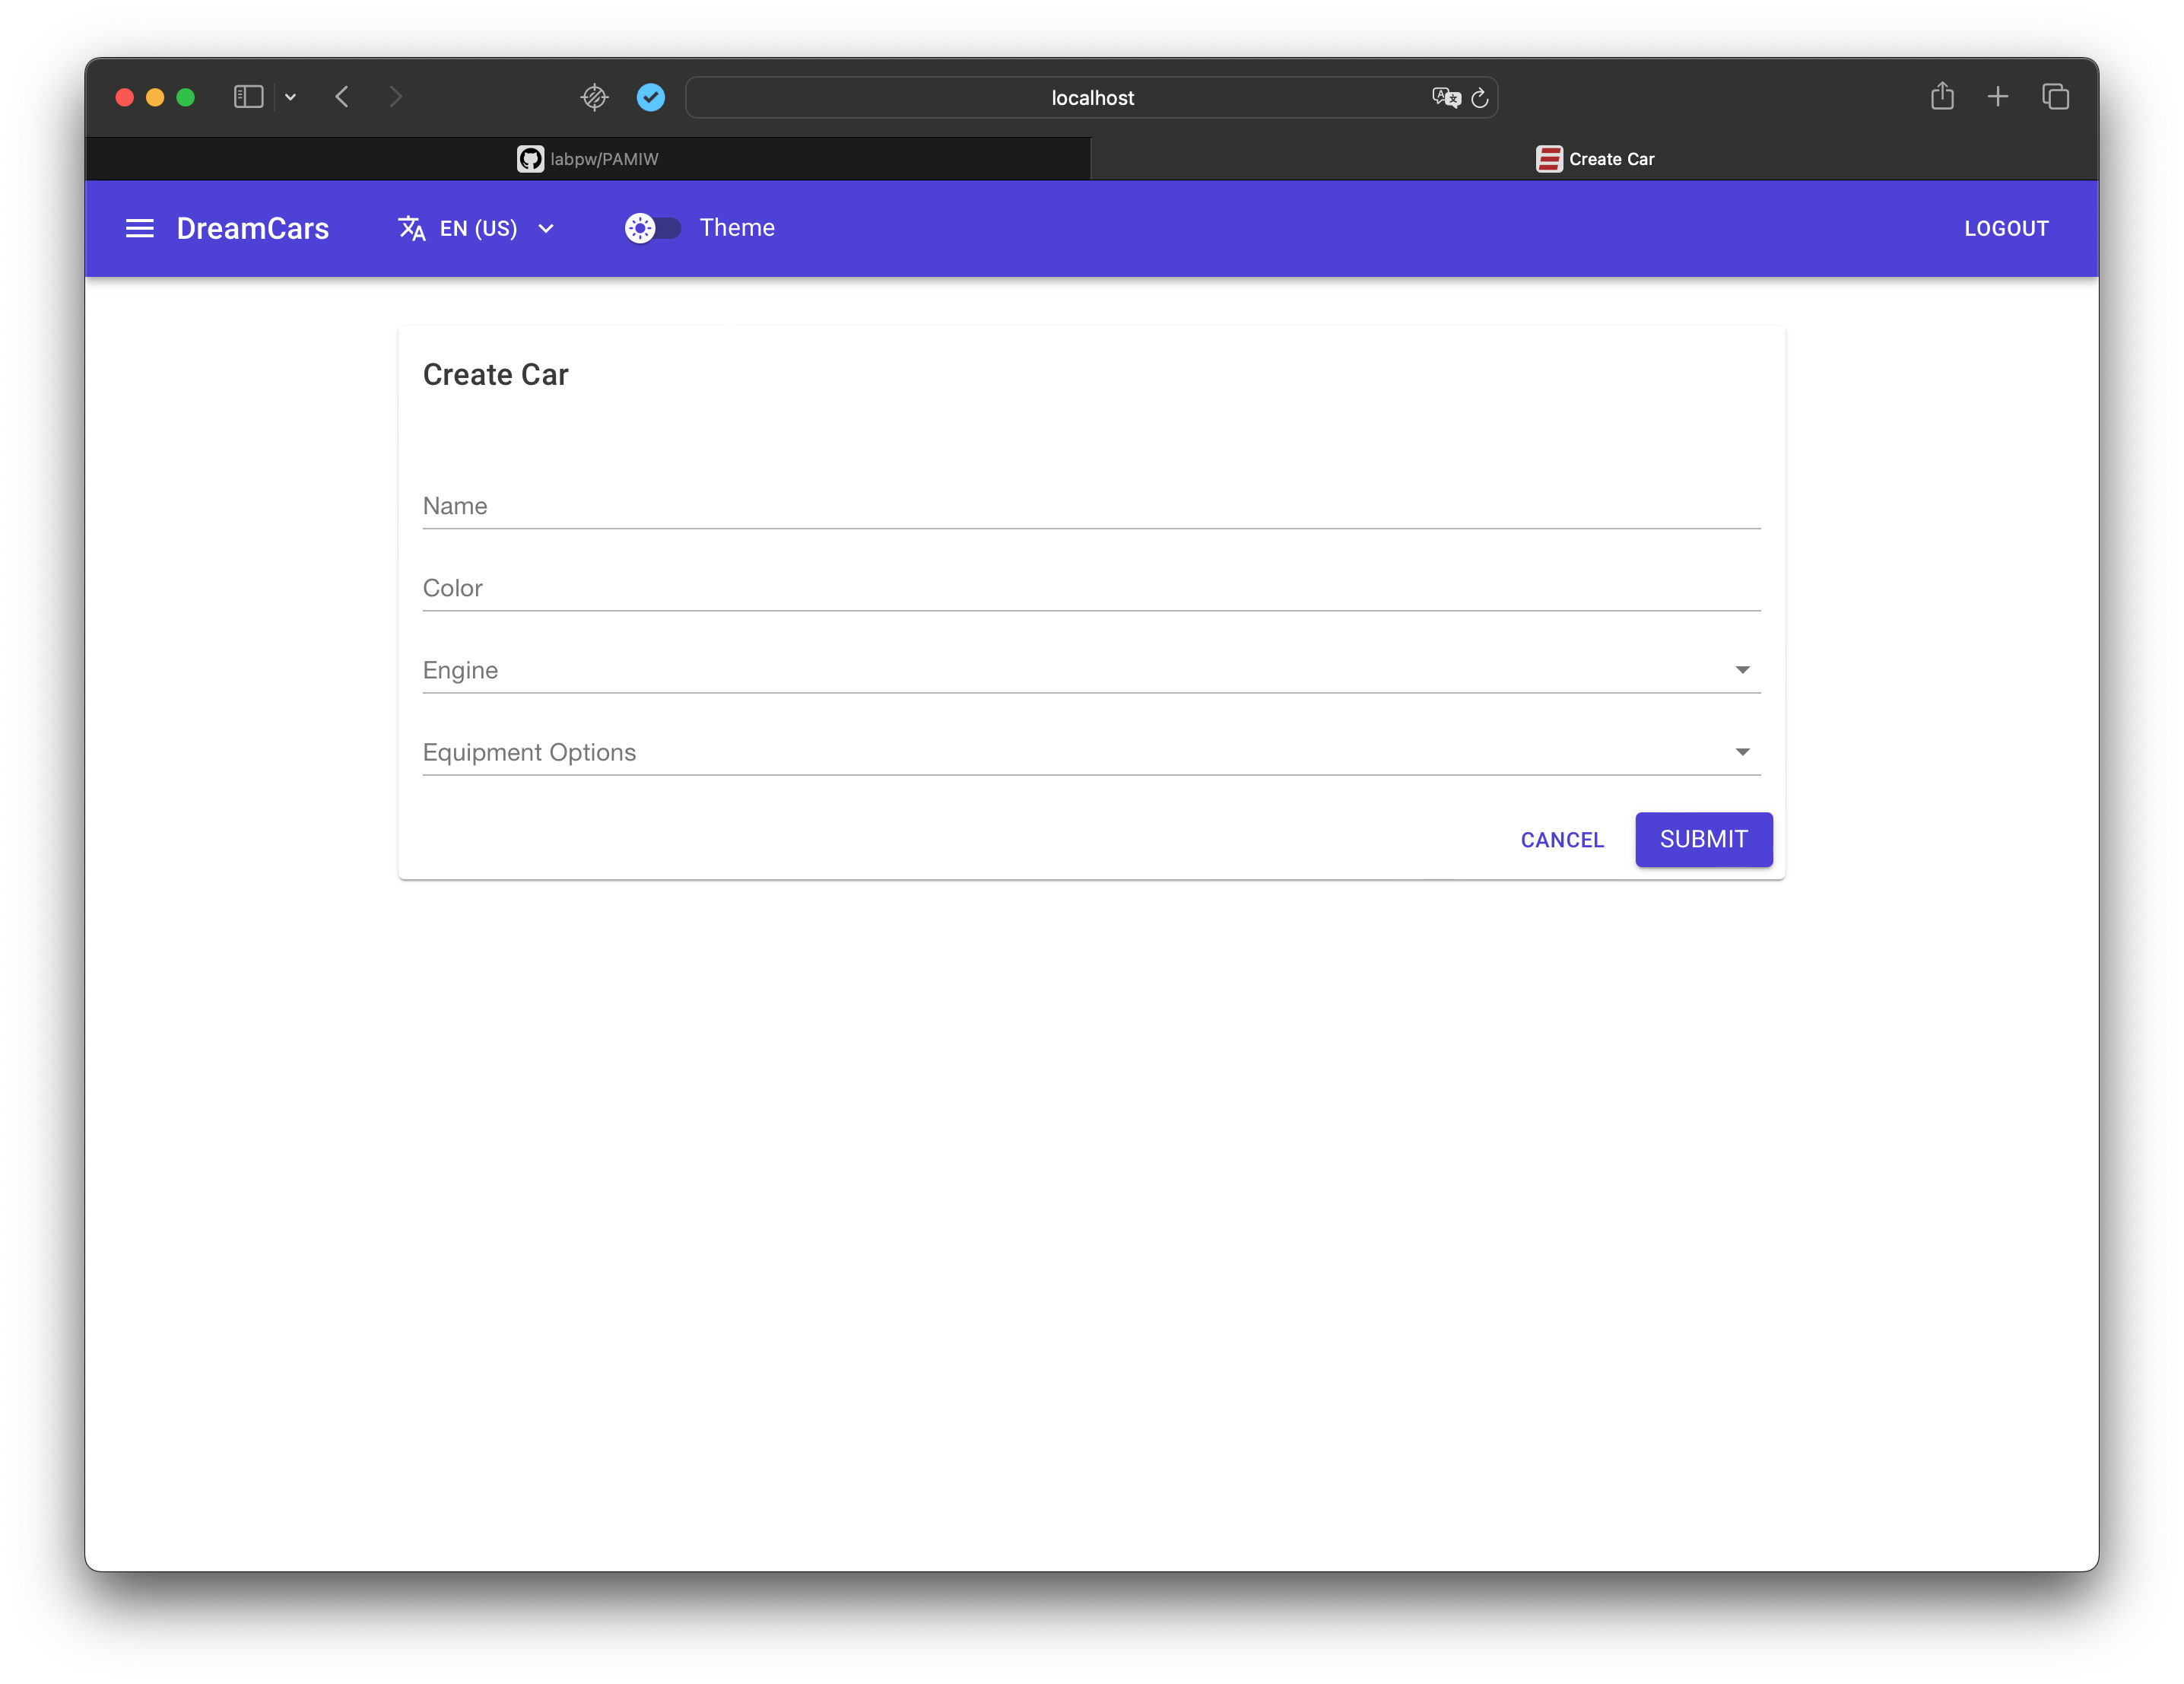 localhost
labpw/PAMIW
Create Car
DreamCars
EN (US)
Theme
LOGOUT
Create Car
Name
Color
Engine
Equipment Options
CANCEL
SUBMIT